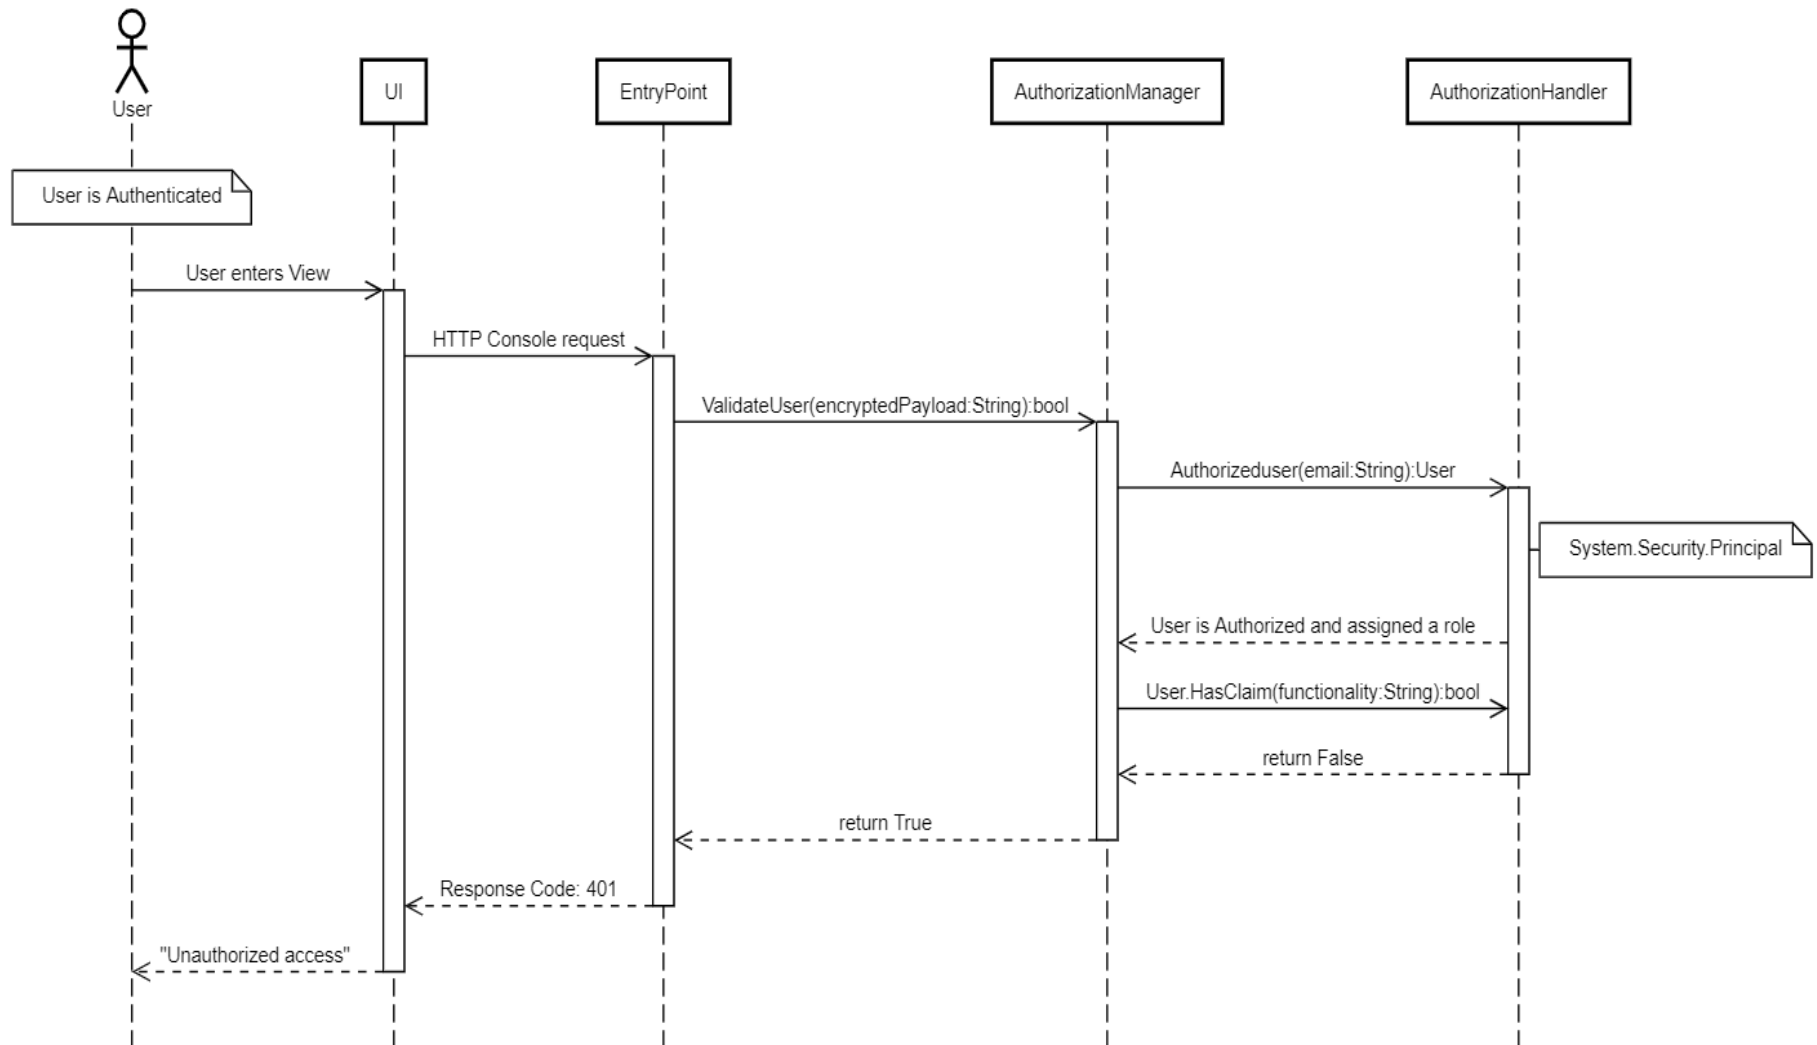 User
UI
EntryPoint
AuthorizationManager
AuthorizationHandler
User is Authenticated
User enters View
HTTP Console request
ValidateUser(encryptedPayload:String):bool
Authorizeduser(email:String):User
System.Security.Principal
User is Authorized and assigned a role
User.HasClaim(functionality:String):bool
return False
return True
Response Code: 401
"Unauthorized access"